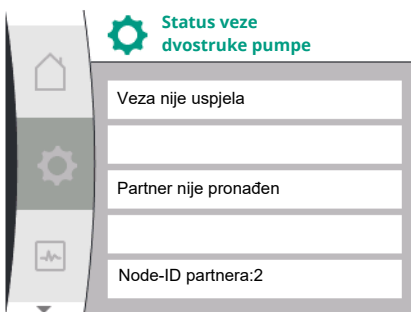 Status veze
dvostruke pumpe
Veza nije uspjela
Partner nije pronađen
Node-ID partnera:2